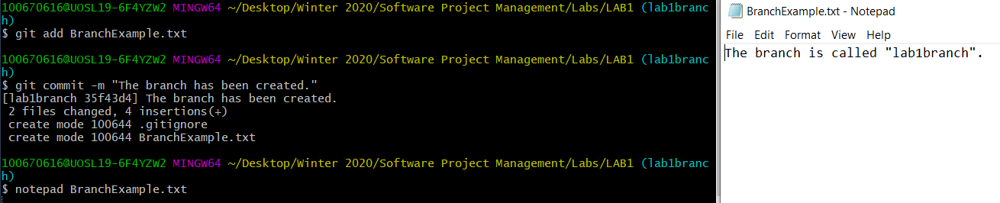 100670616@UOSL19-6F4YZW2 MINGW64 ~/Desktop/Winter 2020/Software Project Management/Labs/LAB1 (lab1branc
h)
$ git add BranchExample.txt
100670616@UOSL19-6F4YZW2 MINGW64 ~/Desktop/Winter 2020/Software Project Management/Labs/LAB1 (lab1branc
h)
$ git commit -m "The branch has been created."
[lab1branch 35f43d4] The branch has been created.
2 files changed, 4 insertions(+)
create mode 100644 .gitignore
create mode 100644 BranchExample.txt
100670616@UOSL19-6F4YZW2 MINGW64 ~/Desktop/Winter 2020/Software Project Management/Labs/LAB1 (lab1branc
h)
$ notepad BranchExample.txt
BranchExample.txt - Notepad
File Edit Format View Help
The branch is called "lab1branch".